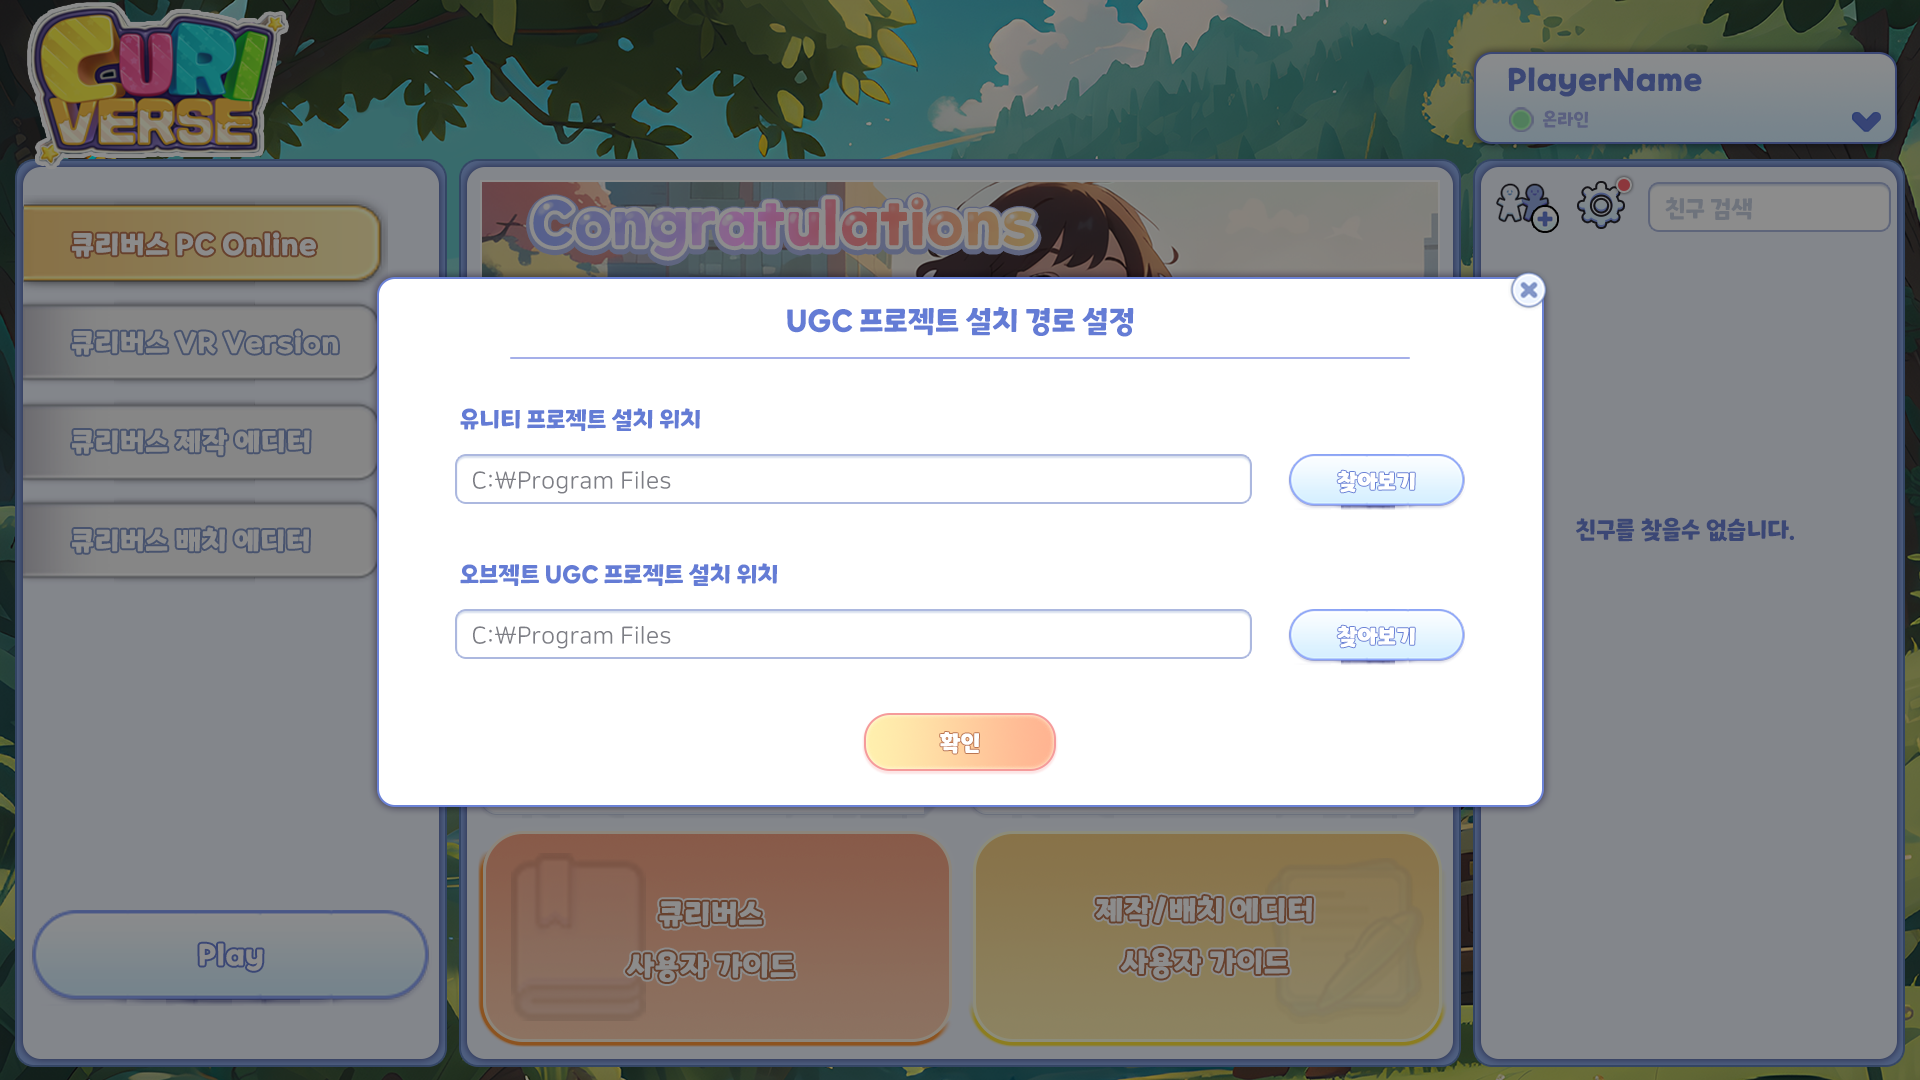 CURI
VERSE
PlayerName
온라인
큐리버스 PC Online
큐리버스 VR Version
큐리버스 제작 에디터
큐리버스 배치 에디터
Play
Congratulations
친구 검색
친구를 찾을수 없습니다.
UGC 프로젝트 설치 경로 설정
유니티 프로젝트 설치 위치
C:₩Program Files
찾아보기
오브젝트 UGC 프로젝트 설치 위치
C:₩Program Files
찾아보기
확인
큐리버스
사용자 가이드
제작/배치 에디터
사용자 가이드